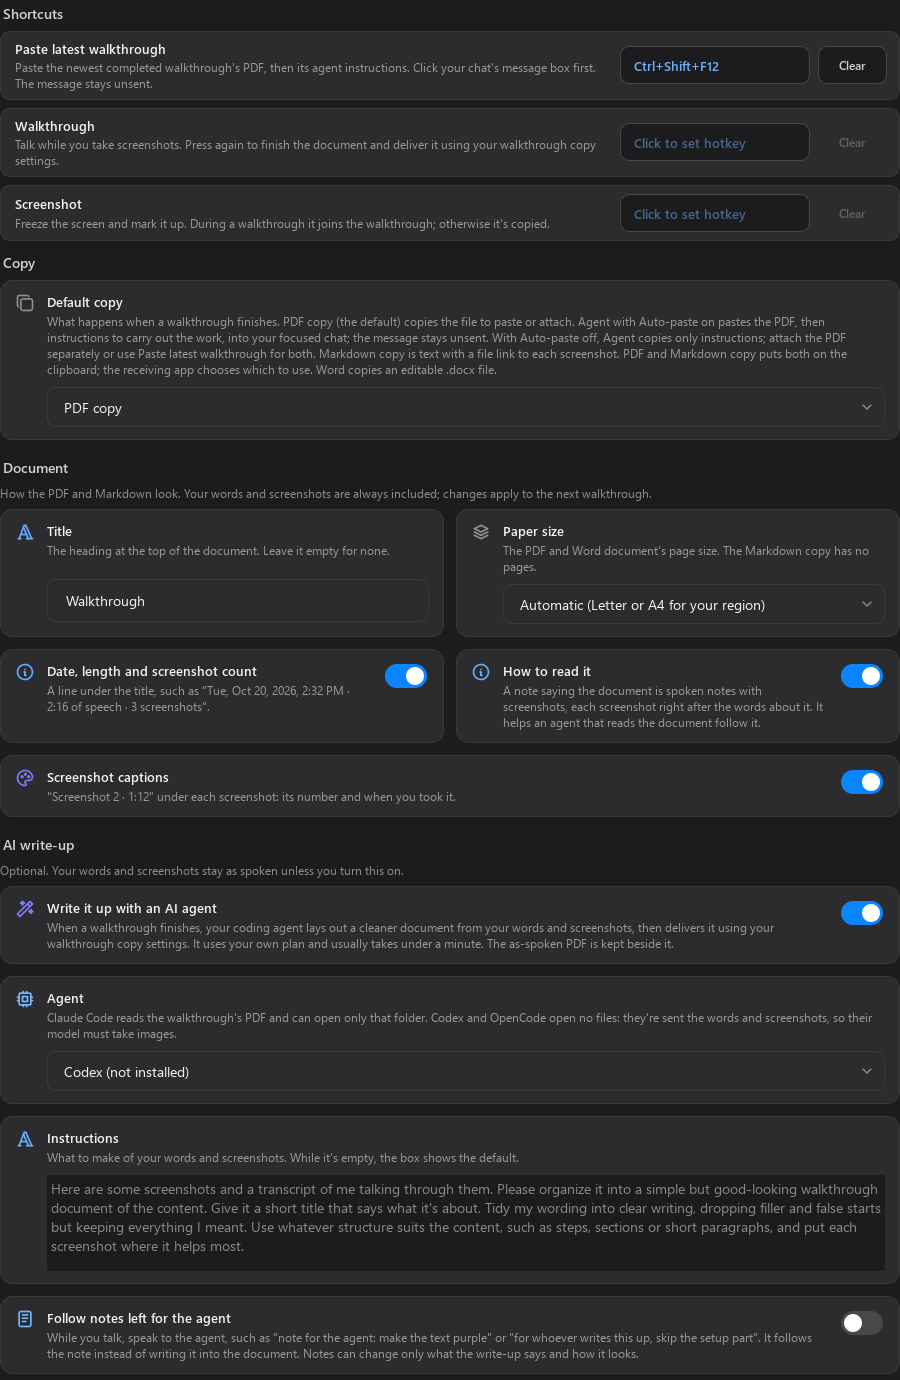 Shortcuts
Paste latest walkthrough
Paste the newest completed walkthrough's PDF, then its agent instructions. Click your chat's message box first.
The message stays unsent.
Ctrl+Shift+F12
Clear
Walkthrough
Talk while you take screenshots. Press again to finish the document and deliver it using your walkthrough copy
settings.
Click to set hotkey
Clear
Screenshot
Freeze the screen and mark it up. During a walkthrough it joins the walkthrough; otherwise it's copied.
Click to set hotkey
Clear
Copy
Default copy
What happens when a walkthrough finishes. PDF copy (the default) copies the file to paste or attach. Agent with Auto-paste on pastes the PDF, then
instructions to carry out the work, into your focused chat; the message stays unsent. With Auto-paste off, Agent copies only instructions; attach the PDF
separately or use Paste latest walkthrough for both. Markdown copy is text with a file link to each screenshot. PDF and Markdown copy puts both on the
clipboard; the receiving app chooses which to use. Word copies an editable .docx file.
PDF copy
Document
How the PDF and Markdown look. Your words and screenshots are always included; changes apply to the next walkthrough.
Title
The heading at the top of the document. Leave it empty for none.
Walkthrough
Paper size
The PDF and Word document's page size. The Markdown copy has no
pages.
Automatic (Letter or A4 for your region)
Date, length and screenshot count
A line under the title, such as "Tue, Oct 20, 2026, 2:32 PM ·
2:16 of speech · 3 screenshots".
How to read it
A note saying the document is spoken notes with
screenshots, each screenshot right after the words about it. It
helps an agent that reads the document follow it.
Screenshot captions
"Screenshot 2 · 1:12" under each screenshot: its number and when you took it.
AI write-up
Optional. Your words and screenshots stay as spoken unless you turn this on.
Write it up with an AI agent
When a walkthrough finishes, your coding agent lays out a cleaner document from your words and screenshots, then delivers it using your
walkthrough copy settings. It uses your own plan and usually takes under a minute. The as-spoken PDF is kept beside it.
Agent
Claude Code reads the walkthrough's PDF and can open only that folder. Codex and OpenCode open no files: they're sent the words and screenshots, so their
model must take images.
Codex (not installed)
Instructions
What to make of your words and screenshots. While it's empty, the box shows the default.
Here are some screenshots and a transcript of me talking through them. Please organize it into a simple but good-looking walkthrough
document of the content. Give it a short title that says what it's about. Tidy my wording into clear writing, dropping filler and false starts
but keeping everything I meant. Use whatever structure suits the content, such as steps, sections or short paragraphs, and put each
screenshot where it helps most.
Follow notes left for the agent
While you talk, speak to the agent, such as "note for the agent: make the text purple" or "for whoever writes this up, skip the setup part". It follows
the note instead of writing it into the document. Notes can change only what the write-up says and how it looks.